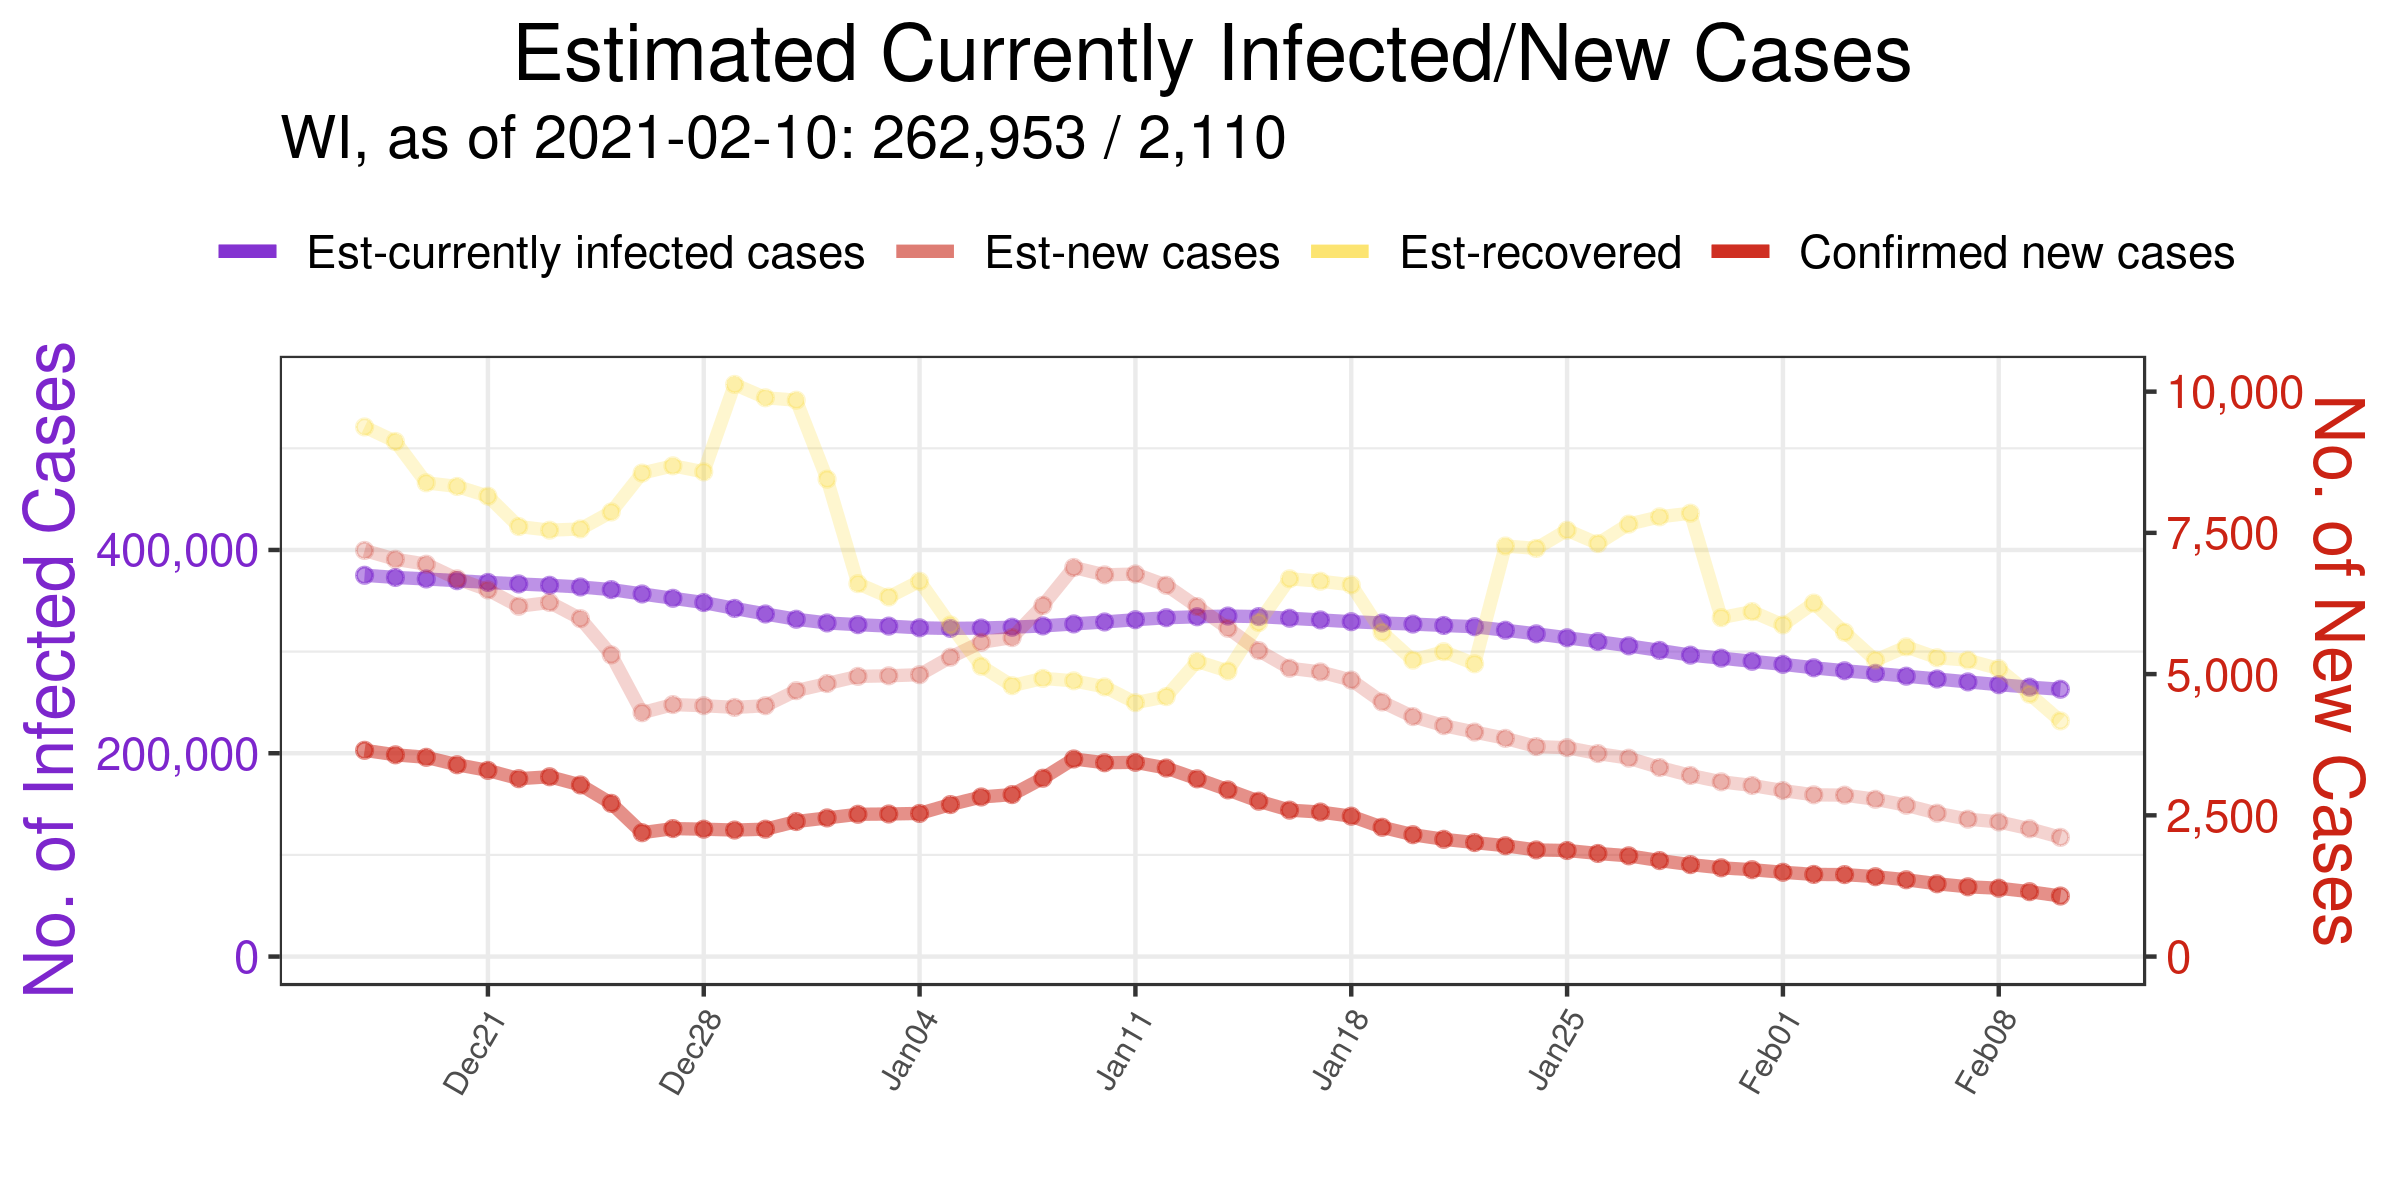 Estimated Currently Infected/New Cases
WI, as of 2021-02-10: 262,953 / 2,110
Est-currently infected cases Est-new cases Est-recovered Confirmed new cases
No. of Infected Cases
400,000
200,000
0
10,000
7,500
5,000
2,500
0
No. of New Cases
Dec21 Dec28 Jan04 Jan11 Jan18 Jan25 Feb01 Feb08